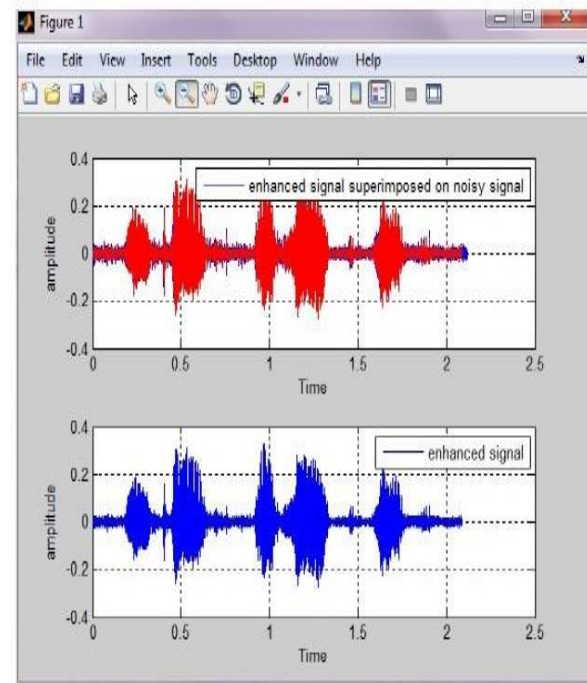 Figure 1
File Edit View Insert Tools Desktop Window Help
0.4
0.2
0
-0.2
-0.4
amplitude
enhanced signal superimposed on noisy signal
0 0.5 1 1.5 2 2.5
Time
0.4
0.2
0
-0.2
-0.4
amplitude
enhanced signal
0 0.5 1 1.5 2 2.5
Time